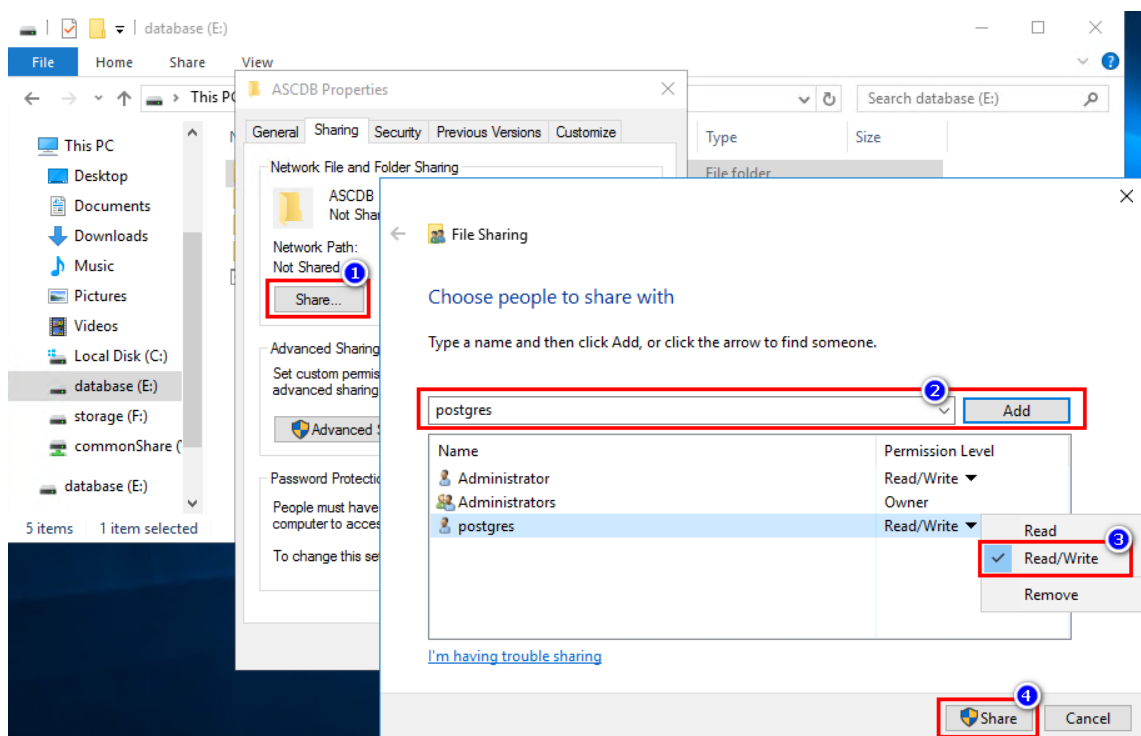 database (E:)
File Home Share View
This PC
Search database (E:)
ASCDB Properties
General Sharing Security Previous Versions Customize
Type Size
File folder
Network File and Folder Sharing
ASCDB
Not
Network Path:
Not Shared
1
Share...
Advanced Sharing
Set custom
advanced sharing
Advanced
Password
People must have
computer to
To change this
This PC
Desktop
Documents
Downloads
Music
Pictures
Videos
Local Disk (C:)
database (E:)
storage (F:)
commonShare (
database (E:)
5 items 1 item selected
File Sharing
Choose people to share with
Type a name and then click Add, or click the arrow to find someone.
2
postgres Add
Name Permission Level
Administrator Read/Write
Administrators Owner
postgres Read/Write
Read
3
Read/Write
Remove
I'm having trouble sharing
4
Share Cancel